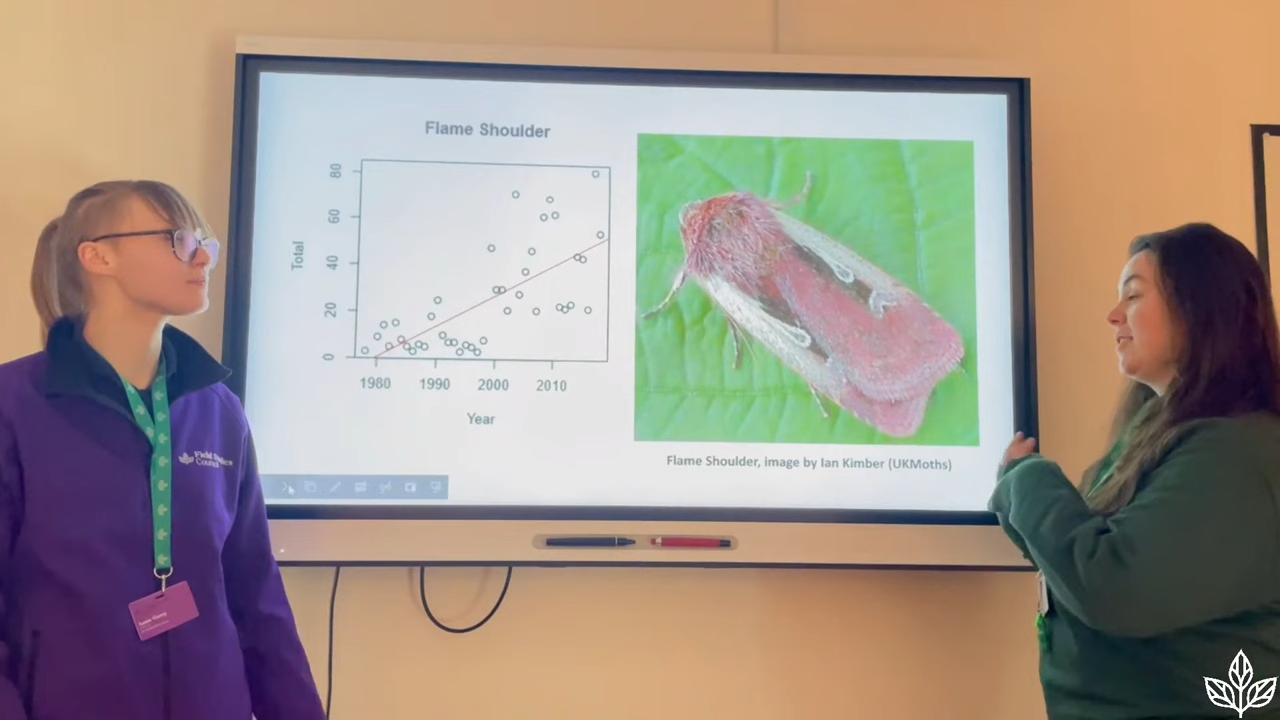 Flame Shoulder
80
60
40
20
0
Total
1980 1990 2000 2010
Year
Flame Shoulder, image by Ian Kimber (UKMoths)
Field
Council